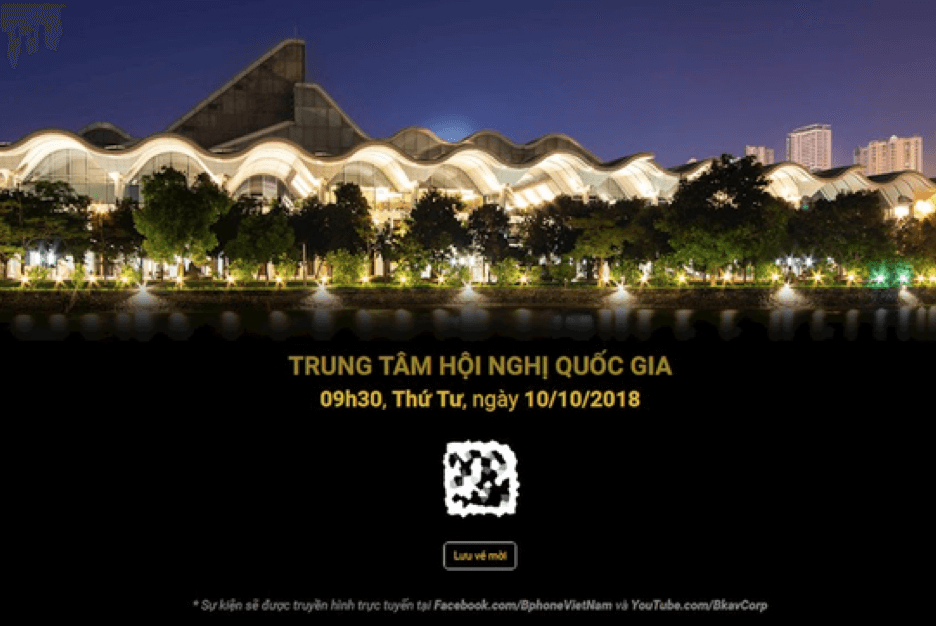 TRUNG TÂM HỘI NGHỊ QUỐC GIA
09h30, Thứ Tư, ngày 10/10/2018
Lưu vé mời
* Sự kiện sẽ được truyền hình trực tuyến tại Facebook.com/BphoneVietNam và YouTube.com/BkavCorp